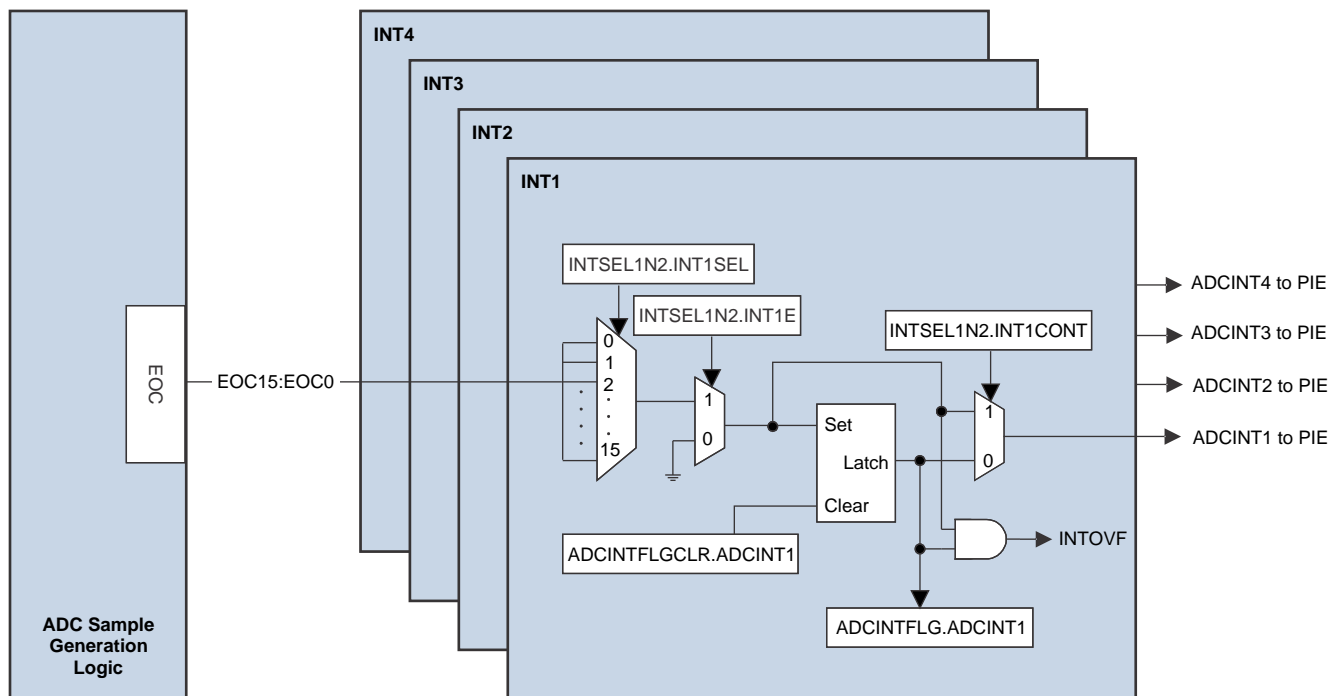 INT4
INT3
INT2
INT1
INTSEL1N2.INT1SEL
INTSEL1N2.INT1E
INTSEL1N2.INT1CONT
ADCINT4 to PIE
ADCINT3 to PIE
ADCINT2 to PIE
ADCINT1 to PIE
EOC
EOC15:EOC0
0
1
2
15
1
0
Set
Latch
Clear
1
0
ADCINTFLGCLR.ADCINT1
INTOVF
ADCINTFLG.ADCINT1
ADC Sample
Generation
Logic